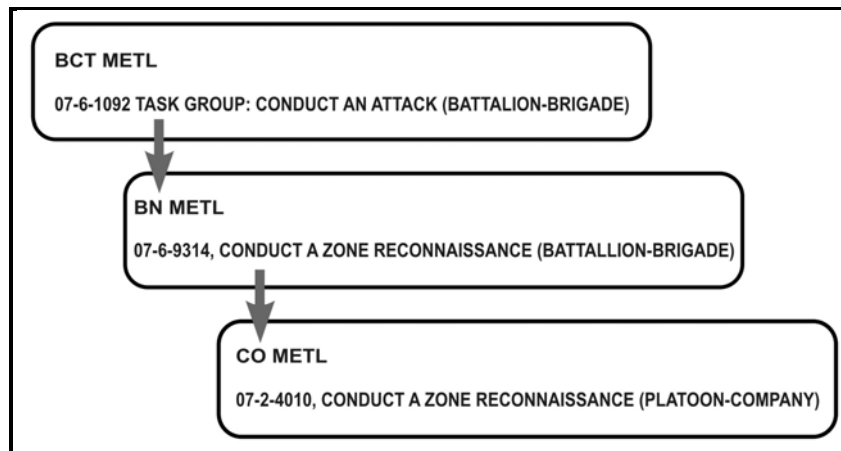 BCT METL
07-6-1092 TASK GROUP: CONDUCT AN ATTACK (BATTALION-BRIGADE)
BN METL
07-6-9314, CONDUCT A ZONE RECONNAISSANCE (BATTALLION-BRIGADE)
CO METL
07-2-4010, CONDUCT A ZONE RECONNAISSANCE (PLATOON-COMPANY)